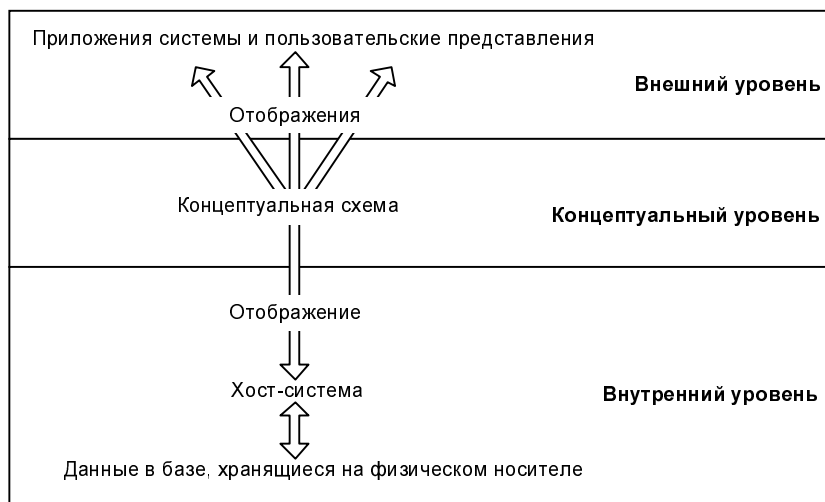 Приложения системы и пользовательские представления
Внешний уровень
Отображения
Концептуальная схема
Концептуальный уровень
Отображение
Хост-система
Внутренний уровень
Данные в базе, хранящиеся на физическом носителе